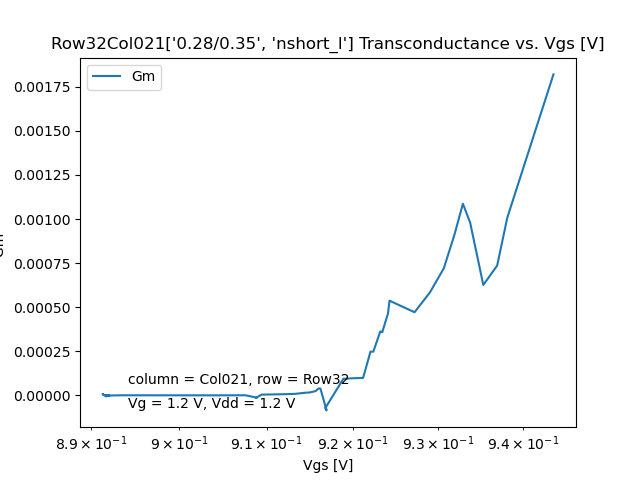 Row32Col021['0.28/0.35', 'nshort_l'] Transconductance vs. Vgs [V]
Gm
0.00175
0.00150
0.00125
0.00100
0.00075
0.00050
0.00025
0.00000
Gm
column = Col021, row = Row32
Vg = 1.2 V, Vdd = 1.2 V
8.9 × 10⁻¹ 9 × 10⁻¹ 9.1 × 10⁻¹ 9.2 × 10⁻¹ 9.3 × 10⁻¹ 9.4 × 10⁻¹
Vgs [V]